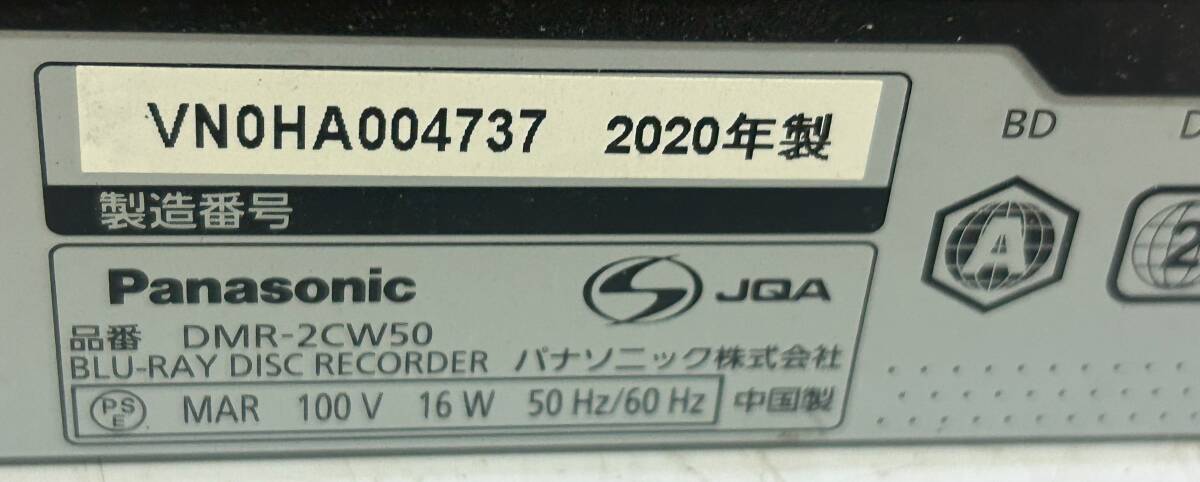 VN0HA004737 2020年製
製造番号
Panasonic
JQA
品番 DMR-2CW50
BLU-RAY DISC RECORDER パナソニック株式会社
PS E MAR 100 V 16 W 50 Hz/60 Hz 中国製
BD D
A 2